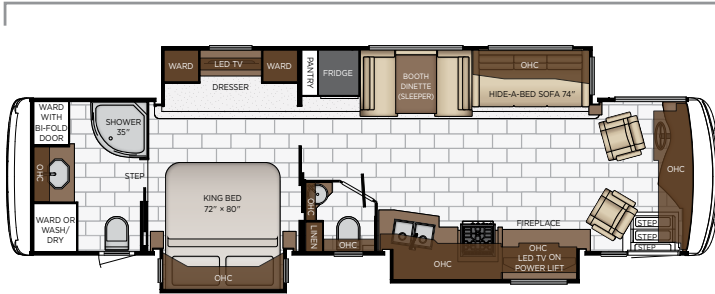 WARD
LED TV
WARD
DRESSER
PANTRY
FRIDGE
BOOTH
DINETTE
(SLEEPER)
OHC
HIDE-A-BED SOFA 74"
WARD
WITH
BI-FOLD
DOOR
SHOWER
35"
OHC
STEP
WARD OR
WASH/
DRY
KING BED
72" × 80"
OHC
OHC
LINEN
OHC
OHC
FIREPLACE
OHC
LED TV ON
POWER LIFT
OHC
STEP
STEP
STEP